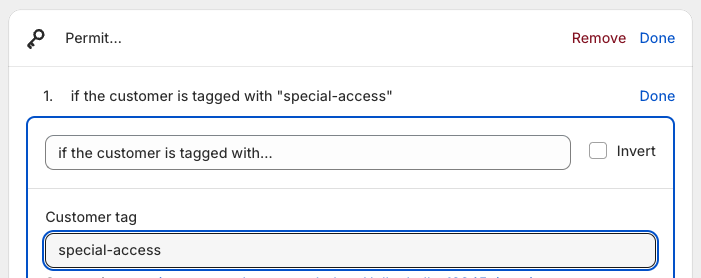 Permit... Remove Done
1. if the customer is tagged with "special-access" Done
if the customer is tagged with... Invert
Customer tag
special-access